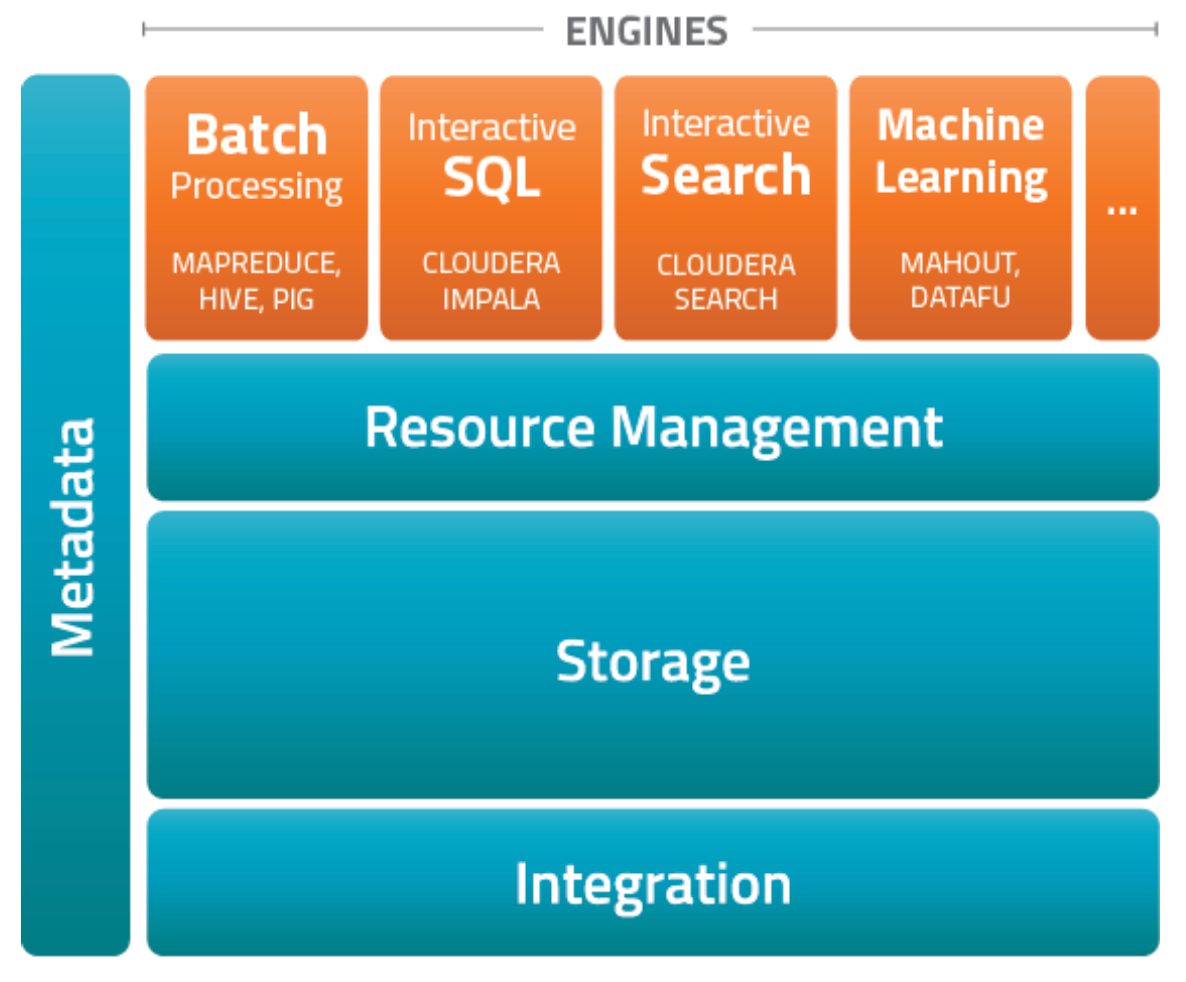 ENGINES
Batch
Processing
MAPREDUCE,
HIVE, PIG
Interactive
SQL
CLOUDERA
IMPALA
Interactive
Search
CLOUDERA
SEARCH
Machine
Learning
MAHOUT,
DATAFU
...
Metadata
Resource Management
Storage
Integration